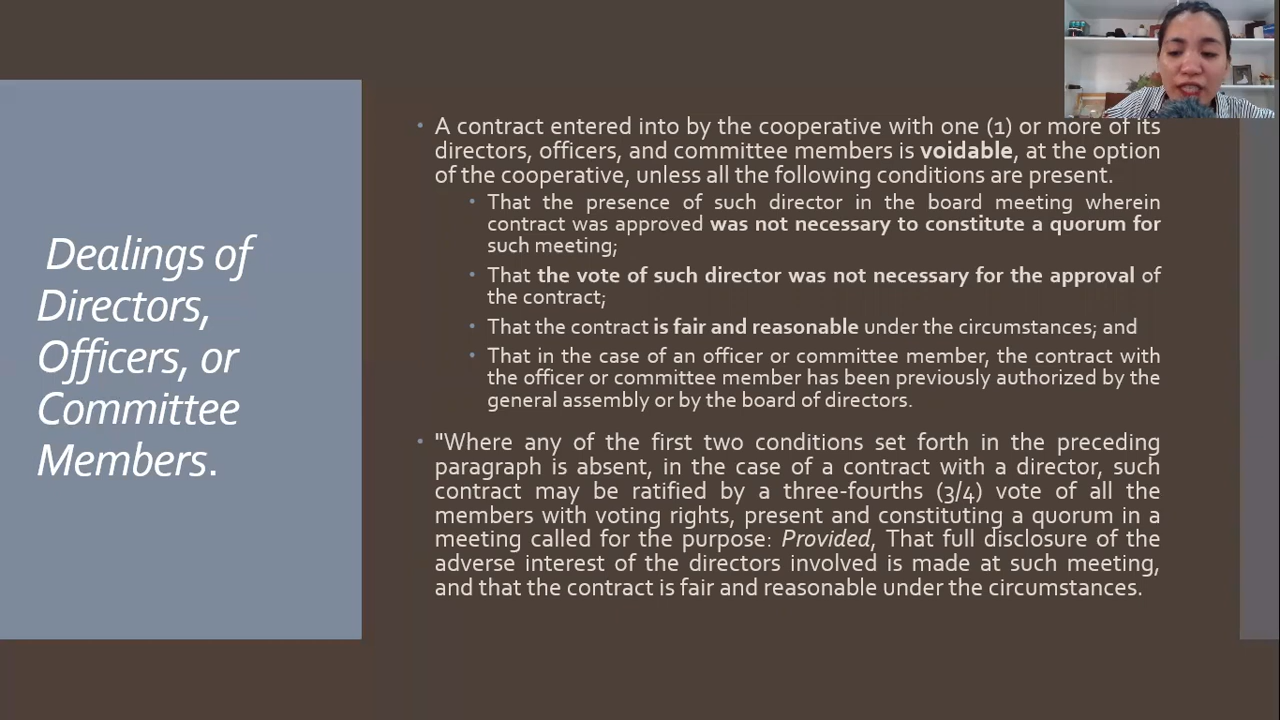 Dealings of
Directors,
Officers, or
Committee
Members.
• A contract entered into by the cooperative with one (1) or more of its
directors, officers, and committee members is voidable, at the option
of the cooperative, unless all the following conditions are present.
• That the presence of such director in the board meeting wherein
contract was approved was not necessary to constitute a quorum for
such meeting;
• That the vote of such director was not necessary for the approval of
the contract;
• That the contract is fair and reasonable under the circumstances; and
• That in the case of an officer or committee member, the contract with
the officer or committee member has been previously authorized by the
general assembly or by the board of directors.
• "Where any of the first two conditions set forth in the preceding
paragraph is absent, in the case of a contract with a director, such
contract may be ratified by a three-fourths (3/4) vote of all the
members with voting rights, present and constituting a quorum in a
meeting called for the purpose: Provided, That full disclosure of the
adverse interest of the directors involved is made at such meeting,
and that the contract is fair and reasonable under the circumstances.